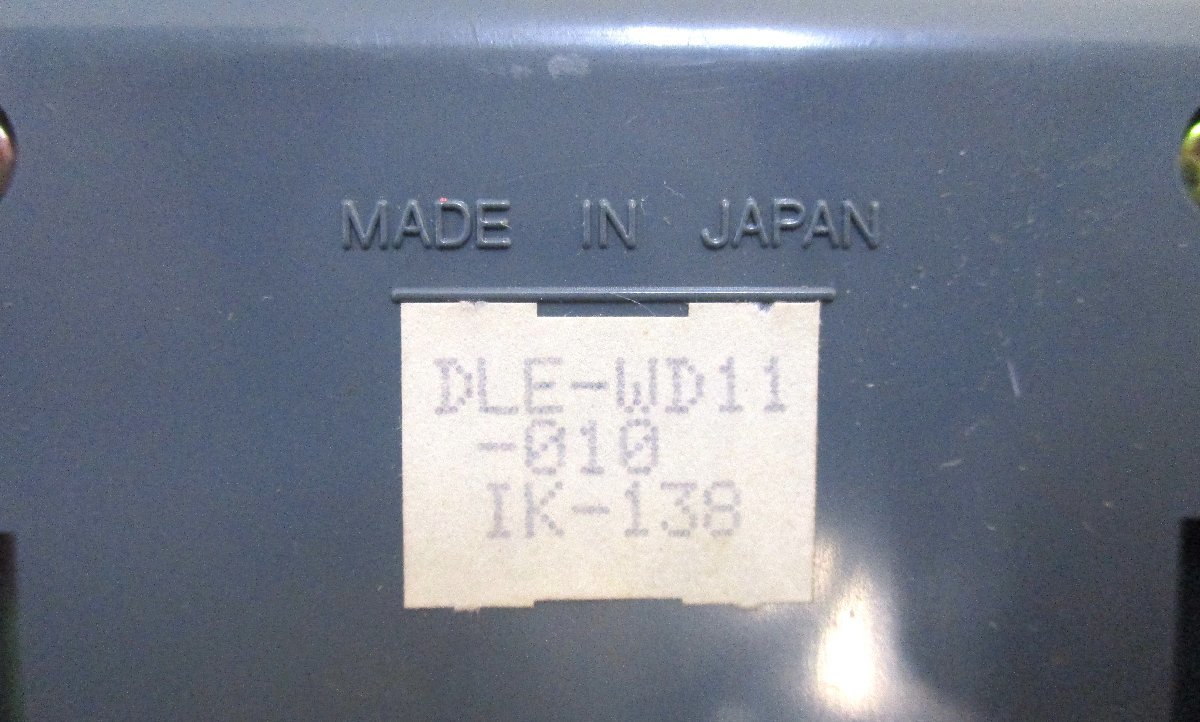 MADE IN JAPAN
DLE-WD11
-010
IK-138